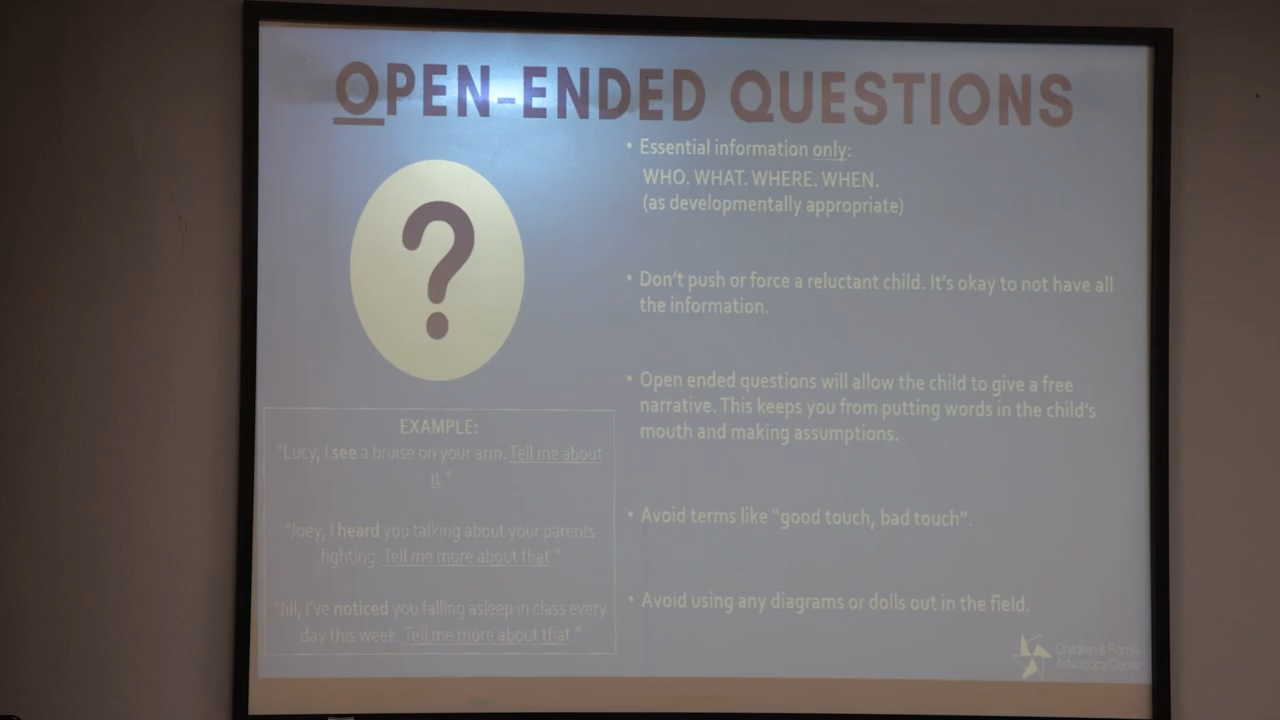 OPEN-ENDED QUESTIONS
• Essential information only:
WHO. WHAT. WHERE. WHEN.
(as developmentally appropriate)
• Don't push or force a reluctant child. It's okay to not have all
the information.
• Open ended questions will allow the child to give a free
narrative. This keeps you from putting words in the child's
mouth and making assumptions.
• Avoid terms like "good touch, bad touch".
• Avoid using any diagrams or dolls out in the field.
?
EXAMPLE:
"Lucy, I see a bruise on your arm. Tell me about
it."
"Joey, I heard you talking about your parents
fighting. Tell me more about that."
"Jill, I've noticed you falling asleep in class every
day this week. Tell me more about that."
Children & Family
Advocacy Center